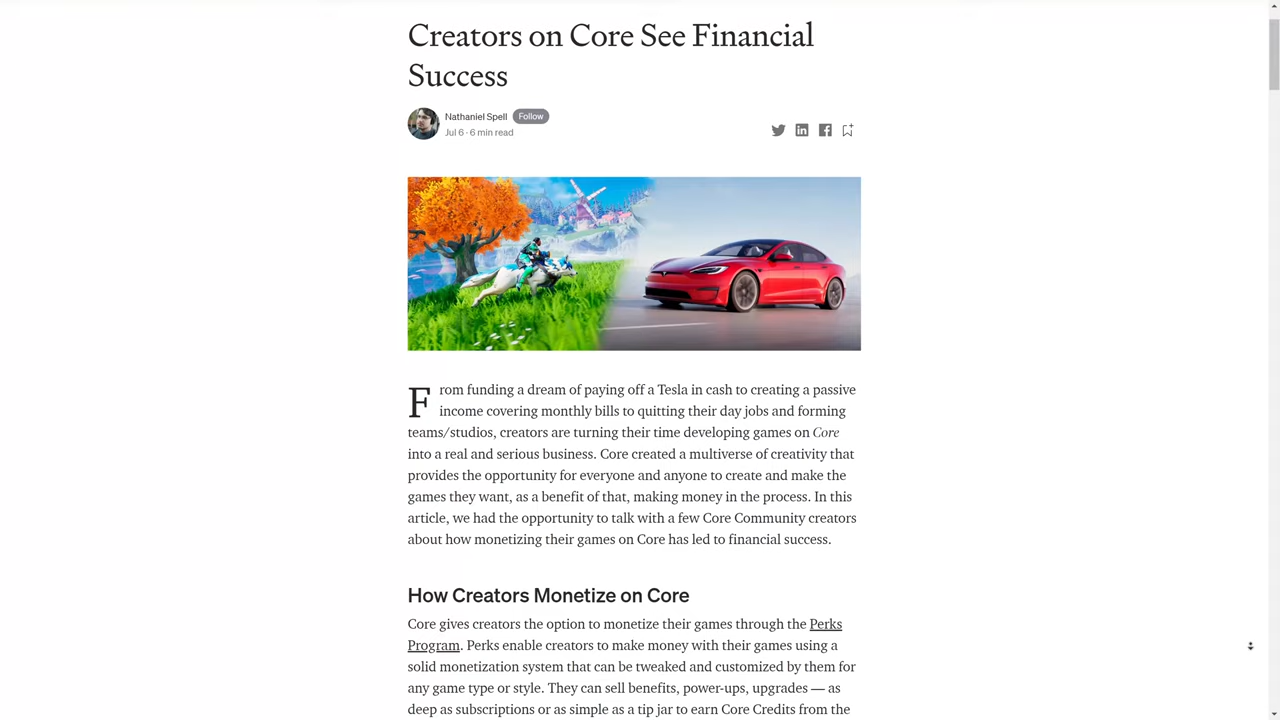 Creators on Core See Financial
Success
Nathaniel Spell Follow
Jul 6 · 6 min read
From funding a dream of paying off a Tesla in cash to creating a passive
income covering monthly bills to quitting their day jobs and forming
teams/studios, creators are turning their time developing games on Core
into a real and serious business. Core created a multiverse of creativity that
provides the opportunity for everyone and anyone to create and make the
games they want, as a benefit of that, making money in the process. In this
article, we had the opportunity to talk with a few Core Community creators
about how monetizing their games on Core has led to financial success.
How Creators Monetize on Core
Core gives creators the option to monetize their games through the Perks
Program. Perks enable creators to make money with their games using a
solid monetization system that can be tweaked and customized by them for
any game type or style. They can sell benefits, power-ups, upgrades — as
deep as subscriptions or as simple as a tip jar to earn Core Credits from the